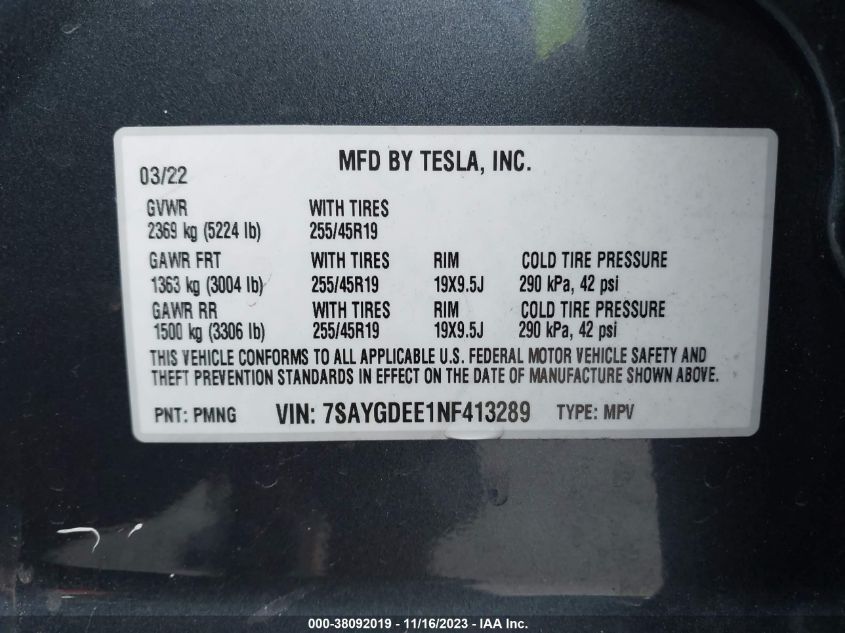 MFD BY TESLA, INC.
03/22
GVWR WITH TIRES
2369 kg (5224 lb) 255/45R19
GAWR FRT WITH TIRES RIM COLD TIRE PRESSURE
1363 kg (3004 lb) 255/45R19 19X9.5J 290 kPa, 42 psi
GAWR RR WITH TIRES RIM COLD TIRE PRESSURE
1500 kg (3306 lb) 255/45R19 19X9.5J 290 kPa, 42 psi
THIS VEHICLE CONFORMS TO ALL APPLICABLE U.S. FEDERAL MOTOR VEHICLE SAFETY AND
THEFT PREVENTION STANDARDS IN EFFECT ON THE DATE OF MANUFACTURE SHOWN ABOVE.
PNT: PMNG VIN: 7SAYGDEE1NF413289 TYPE: MPV
000-38092019 - 11/16/2023 - IAA Inc.